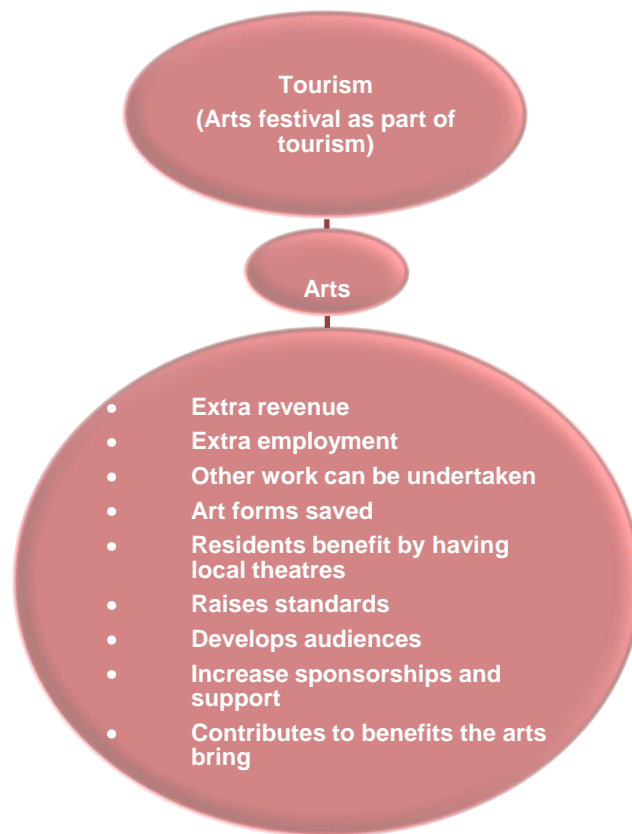 Tourism
(Arts festival as part of
tourism)
Arts
• Extra revenue
• Extra employment
• Other work can be undertaken
• Art forms saved
• Residents benefit by having
local theatres
• Raises standards
• Develops audiences
• Increase sponsorships and
support
• Contributes to benefits the arts
bring